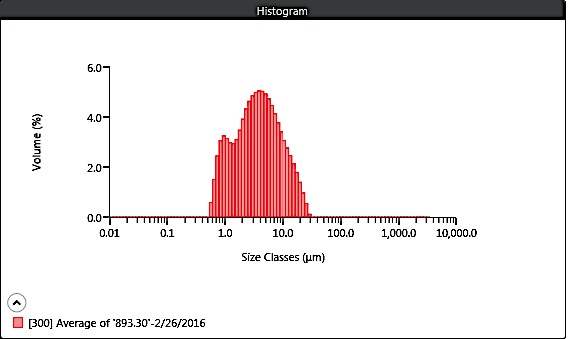 Histogram
6.0
4.0
2.0
0.0
Volume (%)
0.01 0.1 1.0 10.0 100.0 1,000.0 10,000.0
Size Classes (μm)
[300] Average of '893.30'-2/26/2016